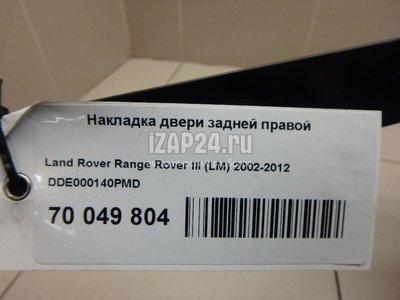 Накладка двери задней правой
iZAP24.ru
Land Rover Range Rover III (LM) 2002-2012
DDE000140PMD
70 049 804